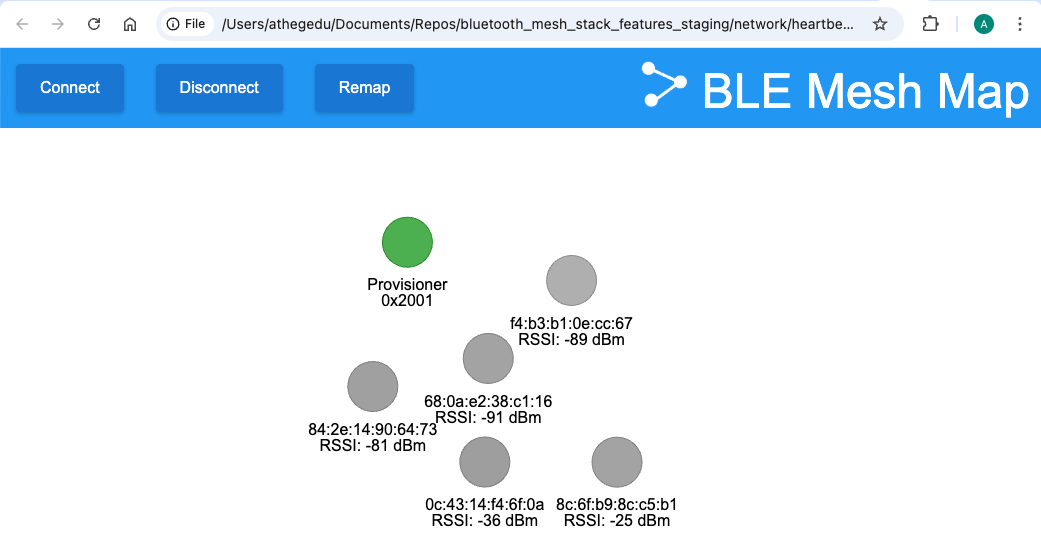 File
/Users/athegedu/Documents/Repos/bluetooth_mesh_stack_features_staging/network/heartbe...
A
Connect
Disconnect
Remap
BLE Mesh Map
Provisioner
0x2001
f4:b3:b1:0e:cc:67
RSSI: -89 dBm
68:0a:e2:38:c1:16
RSSI: -91 dBm
84:2e:14:90:64:73
RSSI: -81 dBm
0c:43:14:f4:6f:0a
RSSI: -36 dBm
8c:6f:b9:8c:c5:b1
RSSI: -25 dBm